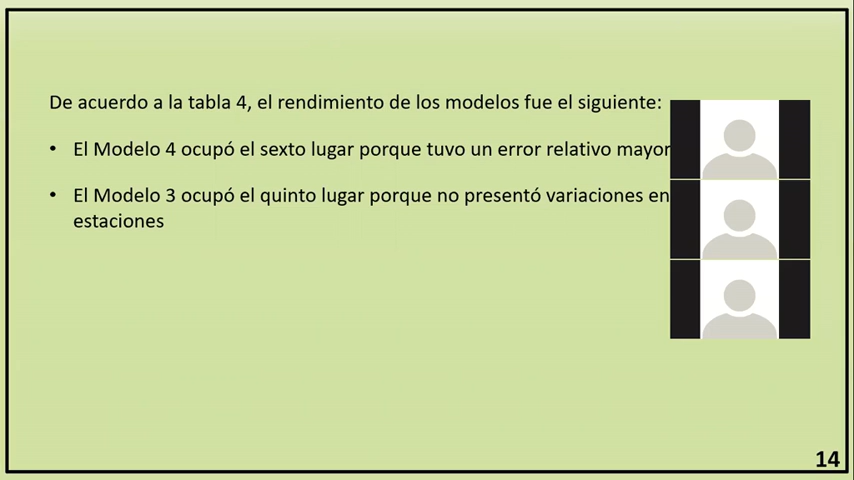 De acuerdo a la tabla 4, el rendimiento de los modelos fue el siguiente:
• El Modelo 4 ocupó el sexto lugar porque tuvo un error relativo mayor
• El Modelo 3 ocupó el quinto lugar porque no presentó variaciones en
estaciones
14